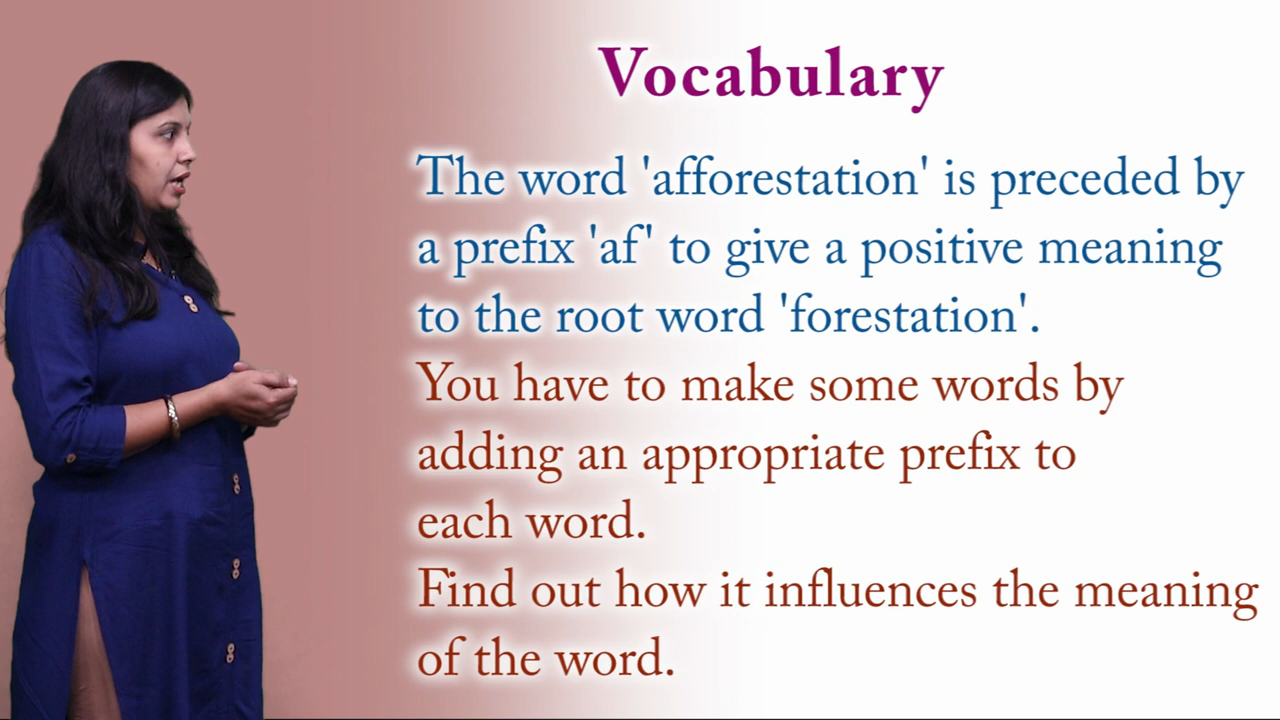 Vocabulary
The word 'afforestation' is preceded by
a prefix 'af' to give a positive meaning
to the root word 'forestation'.
You have to make some words by
adding an appropriate prefix to
each word.
Find out how it influences the meaning
of the word.